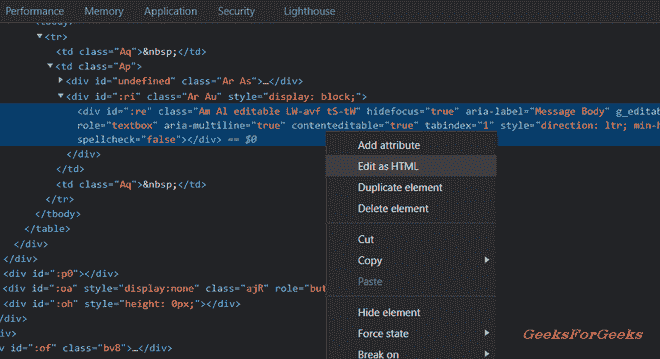 Performance Memory Application Security Lighthouse
<tbody>
▼<tr>
<td class="Aq">&nbsp;</td>
▼<td class="Ap">
▶<div id="undefined" class="Ar As">…</div>
▼<div id=":ri" class="Ar Au" style="display: block;">
<div id=":re" class="Am Al editable LW-avf tS-tW" hidefocus="true" aria-label="Message Body" g_edita
role="textbox" aria-multiline="true" contenteditable="true" tabindex="1" style="direction: ltr; min-h
spellcheck="false"></div> == $0
</div>
</td>
<td class="Aq">&nbsp;</td>
</tr>
</tbody>
</table>
</div>
</div>
<div id=":p0"></div>
<div id=":oa" style="display:none" class="ajR" role="but
<div id=":oh" style="height: 0px;"></div>
/div>
iv>
iv id=":of" class="bv8">…</div>
Add attribute
Edit as HTML
Duplicate element
Delete element
Cut
Copy
Paste
Hide element
Force state
Break on
GeeksForGeeks